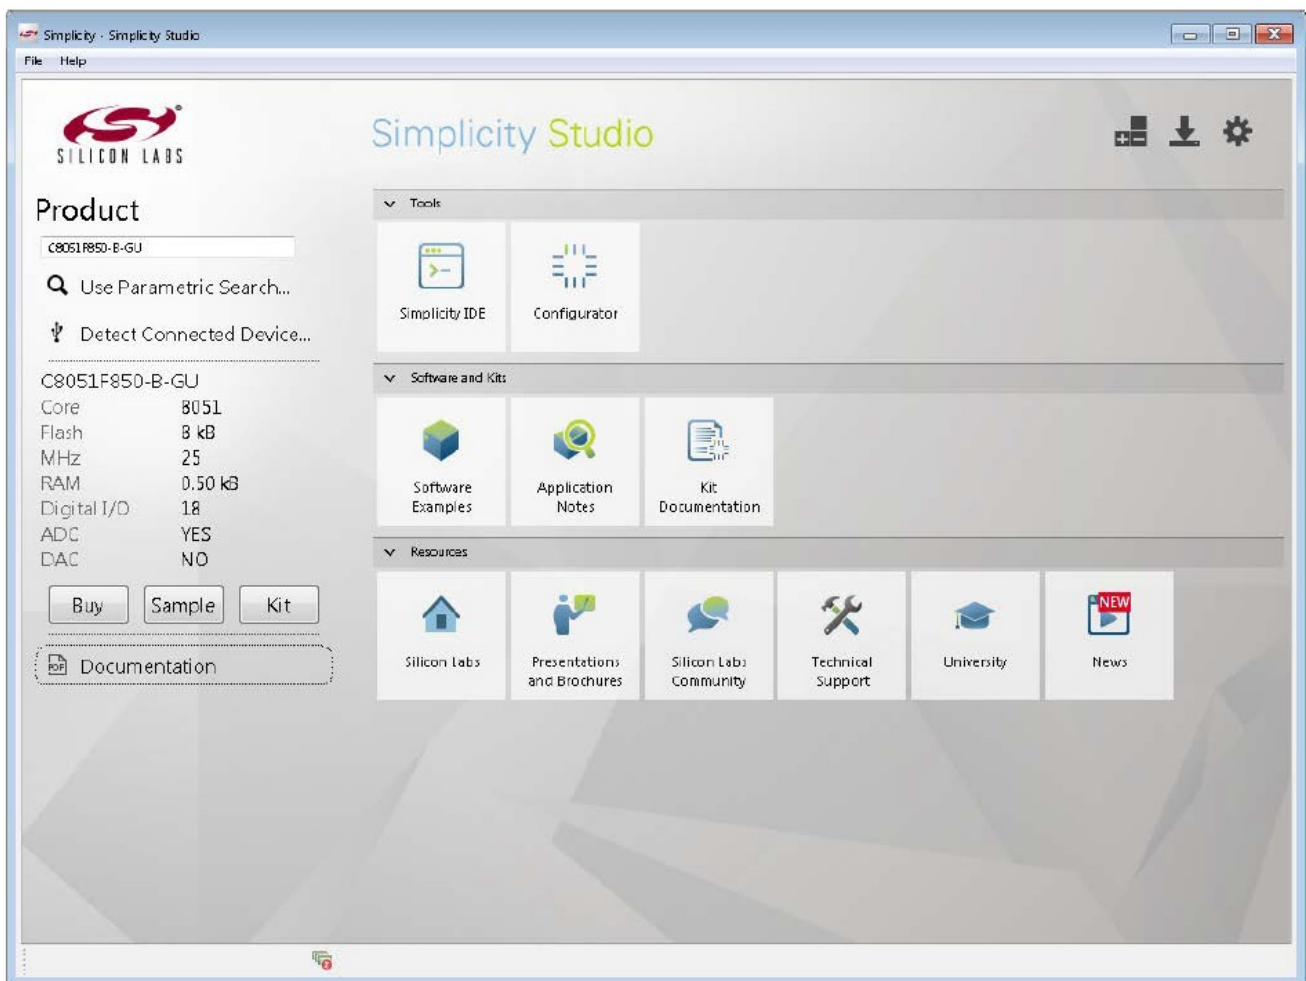 Simplicity - Simplicity Studio
File Help
SILICON LABS
Simplicity Studio
Product
C8051F850-B-GU
Use Parametric Search...
Detect Connected Device...
C8051F850-B-GU
Core 8051
Flash 8 kB
MHz 25
RAM 0.50 kB
Digital I/O 18
ADC YES
DAC NO
Buy Sample Kit
PDF Documentation
Tools
Simplicity IDE
Configurator
Software and Kits
Software
Examples
Application
Notes
Kit
Documentation
Resources
Silicon Labs
Presentations
and Brochures
Silicon Labs
Community
Technical
Support
University
NEW
News